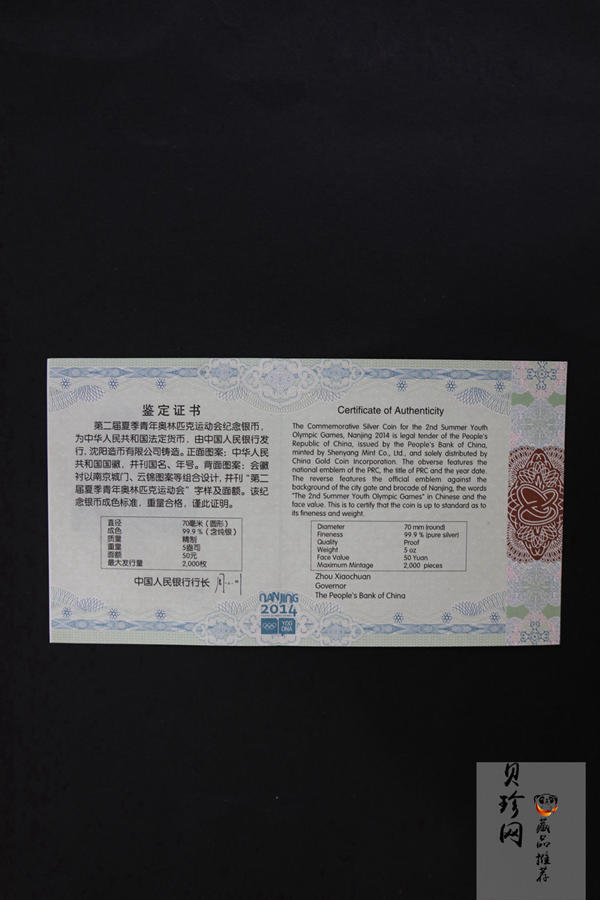 鉴定证书
第二届夏季青年奥林匹克运动会纪念银币，
为中华人民共和国法定货币，由中国人民银行发
行，沈阳造币有限公司铸造。正面图案：中华人民
共和国国徽，并刊国名、年号。背面图案：会徽
衬以南京城门、云锦图案等组合设计，并刊“第二
届夏季青年奥林匹克运动会”字样及面额。该纪
念银币成色标准，重量合格，谨此证明。
直径 70毫米（圆形）
成色 99.9％（含纯银）
质量 精制
重量 5盎司
面额 50元
最大发行量 2,000枚
中国人民银行行长
Certificate of Authenticity
The Commemorative Silver Coin for the 2nd Summer Youth
Olympic Games, Nanjing 2014 is legal tender of the People's
Republic of China, issued by the People's Bank of China,
minted by Shenyang Mint Co., Ltd., and solely distributed by
China Gold Coin Incorporation. The obverse features the
national emblem of the PRC, the title of PRC and the year date.
The reverse features the official emblem against the
background of the city gate and brocade of Nanjing, the words
"The 2nd Summer Youth Olympic Games" in Chinese and the
face value. This is to certify that the coin is up to standard as to
its fineness and weight.
Diameter 70 mm (round)
Fineness 99.9 % (pure silver)
Quality Proof
Weight 5 oz
Face Value 50 Yuan
Maximum Mintage 2,000 pieces
Zhou Xiaochuan
Governor
The People's Bank of China
NANJING
2014
YOG
DNA
贝珍网
藏品推荐